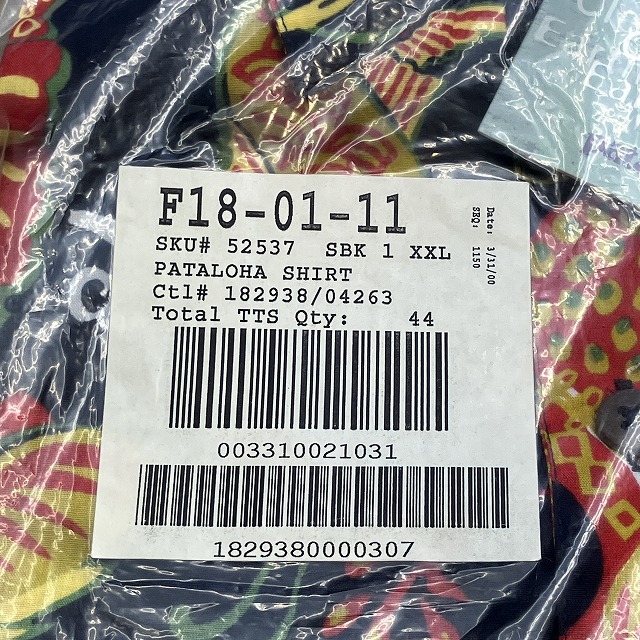 F18-01-11
SKU# 52537 SBK 1 XXL
PATALOHA SHIRT
Ctl# 182938/04263
Total TTS Qty: 44
Date: 3/31/00
SEQ: 1150
003310021031
1829380000307